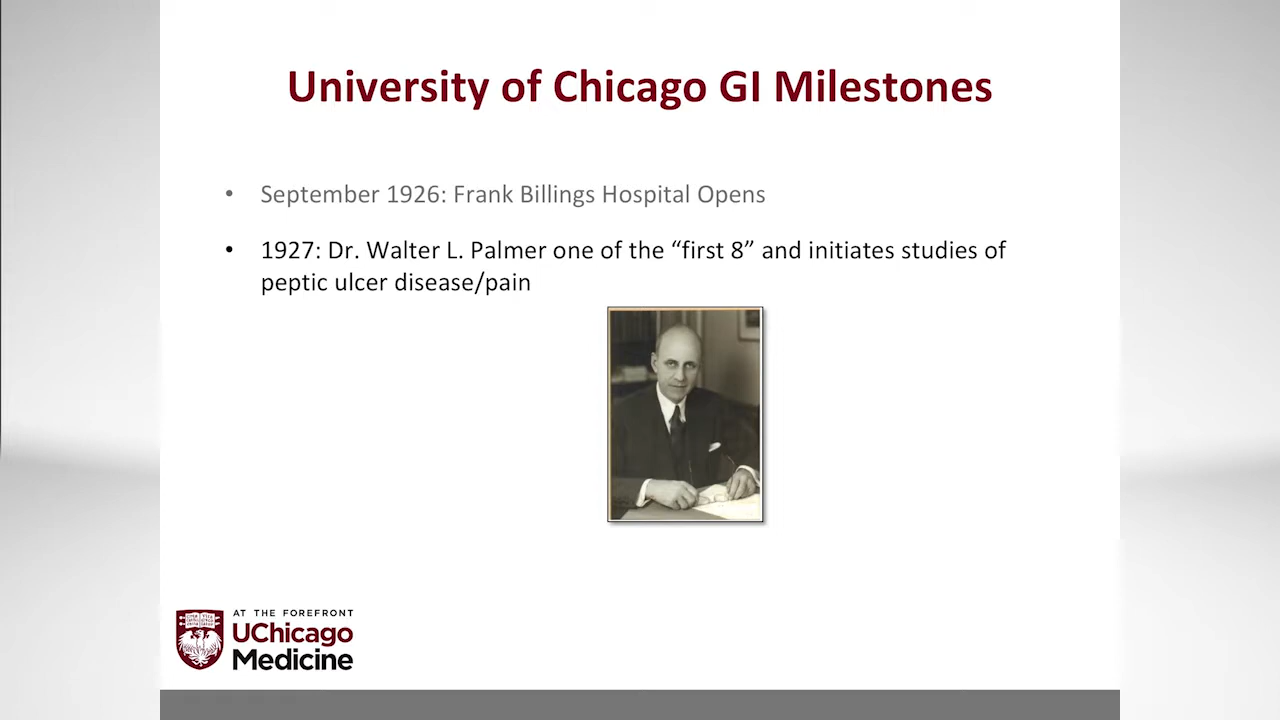 University of Chicago GI Milestones
• September 1926: Frank Billings Hospital Opens
• 1927: Dr. Walter L. Palmer one of the “first 8” and initiates studies of
peptic ulcer disease/pain
AT THE FOREFRONT
UChicago
Medicine